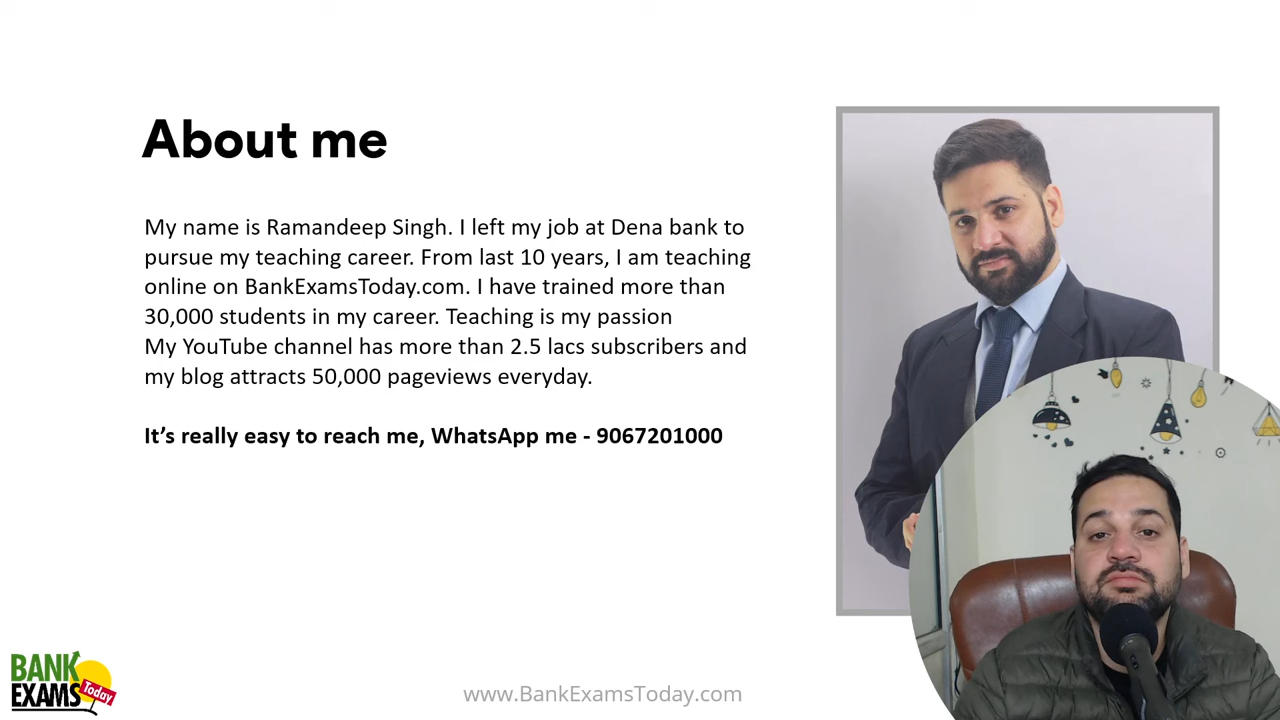 About me
My name is Ramandeep Singh. I left my job at Dena bank to
pursue my teaching career. From last 10 years, I am teaching
online on BankExamsToday.com. I have trained more than
30,000 students in my career. Teaching is my passion
My YouTube channel has more than 2.5 lacs subscribers and
my blog attracts 50,000 pageviews everyday.
It’s really easy to reach me, WhatsApp me - 9067201000
BANK
EXAMS Today
www.BankExamsToday.com